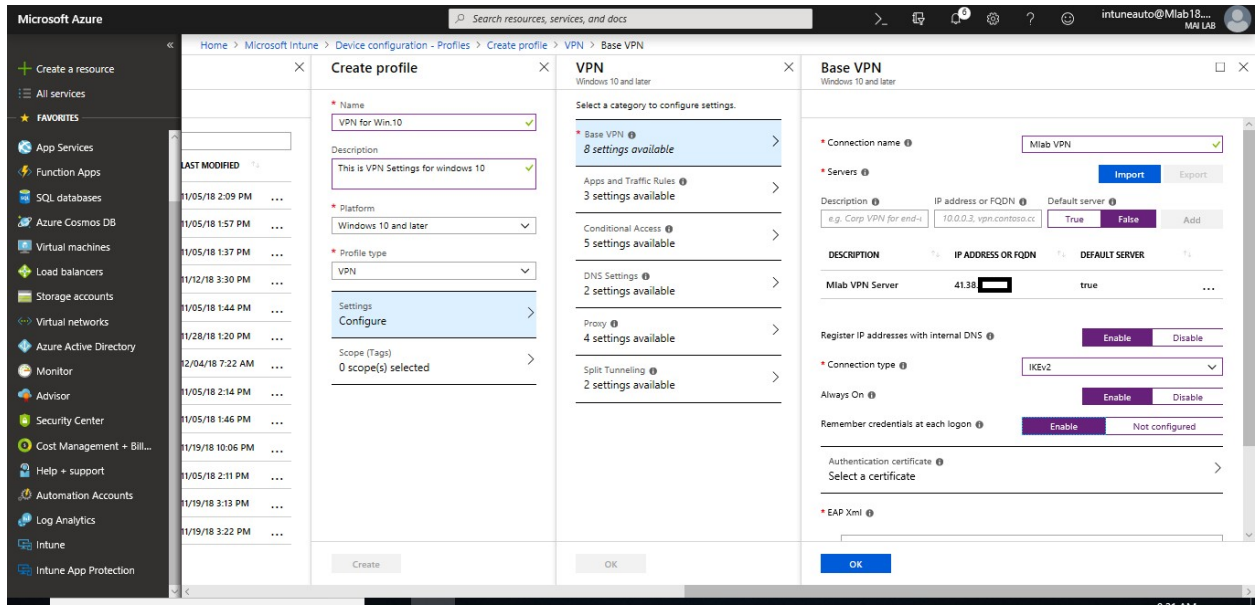 Microsoft Azure
Search resources, services, and docs
6
intuneauto@Mlab18....
MAI LAB
Home > Microsoft Intune > Device configuration - Profiles > Create profile > VPN > Base VPN
Create a resource
All services
FAVORITES
App Services
Function Apps
SQL databases
Azure Cosmos DB
Virtual machines
Load balancers
Storage accounts
Virtual networks
Azure Active Directory
Monitor
Advisor
Security Center
Cost Management + Bill...
Help + support
Automation Accounts
Log Analytics
Intune
Intune App Protection
LAST MODIFIED
11/05/18 2:09 PM ...
11/05/18 1:57 PM ...
11/05/18 1:37 PM ...
11/12/18 3:30 PM ...
11/05/18 1:44 PM ...
11/28/18 1:20 PM ...
12/04/18 7:22 AM ...
11/05/18 2:14 PM ...
11/05/18 1:46 PM ...
11/19/18 10:06 PM ...
11/05/18 2:11 PM ...
11/19/18 3:13 PM ...
11/19/18 3:22 PM ...
Create profile
* Name
VPN for Win.10
Description
This is VPN Settings for windows 10
* Platform
Windows 10 and later
* Profile type
VPN
Settings
Configure
Scope (Tags)
0 scope(s) selected
Create
VPN
Windows 10 and later
Select a category to configure settings.
* Base VPN
8 settings available
Apps and Traffic Rules
3 settings available
Conditional Access
5 settings available
DNS Settings
2 settings available
Proxy
4 settings available
Split Tunneling
2 settings available
OK
Base VPN
Windows 10 and later
* Connection name Mlab VPN
* Servers Import Export
Description IP address or FQDN Default server
e.g. Corp VPN for end-u 10.0.0.3, vpn.contoso.cc True False Add
DESCRIPTION IP ADDRESS OR FQDN DEFAULT SERVER
Mlab VPN Server 41.38. true ...
Register IP addresses with internal DNS Enable Disable
* Connection type IKEv2
Always On Enable Disable
Remember credentials at each logon Enable Not configured
Authentication certificate
Select a certificate
* EAP Xml
OK